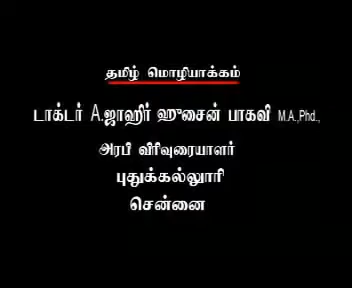 தமிழ் மொழியாக்கம்
டாக்டர் A.ஜாஹிர் ஹுசைன் பாகவி M.A.,Phd.,
அரபி விரிவுரையாளர்
புதுக்கல்லூரி
சென்னை